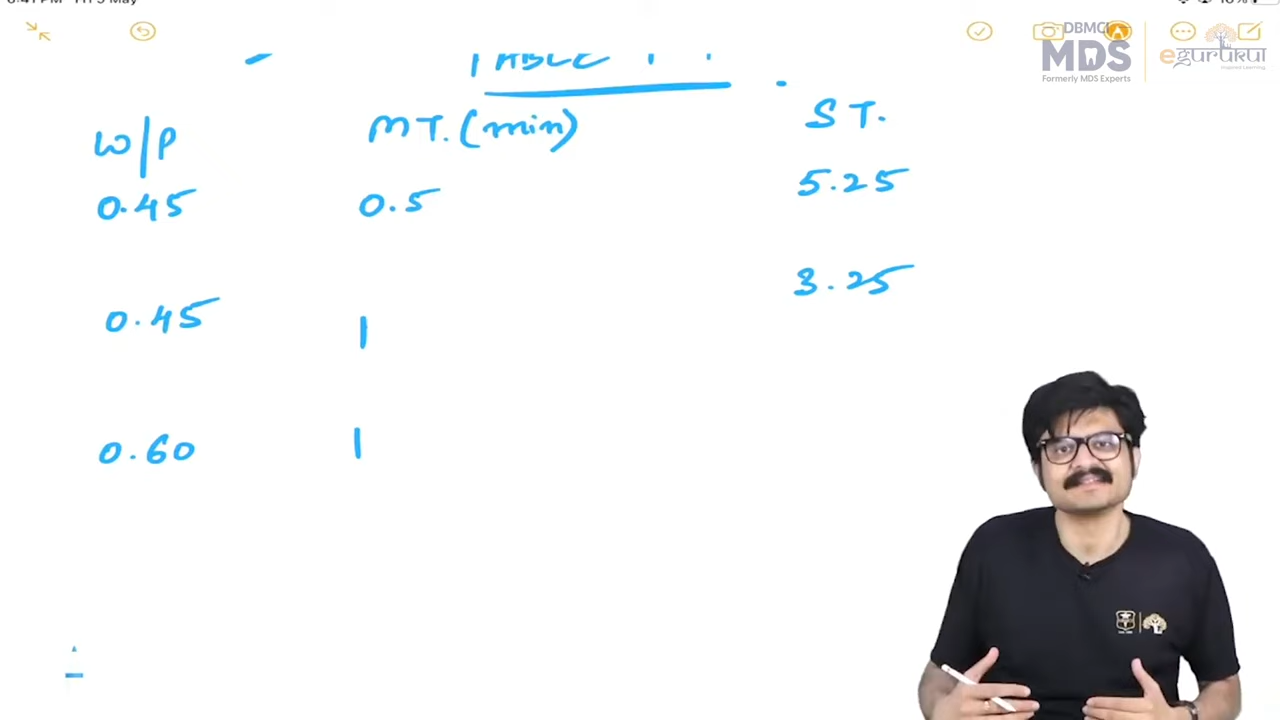 DBMCI
MDS
Formerly MDS Experts
egurukul
TABLE
W/P MT. (min) S T.
0.45 0.5 5.25
0.45 1 3.25
0.60 1